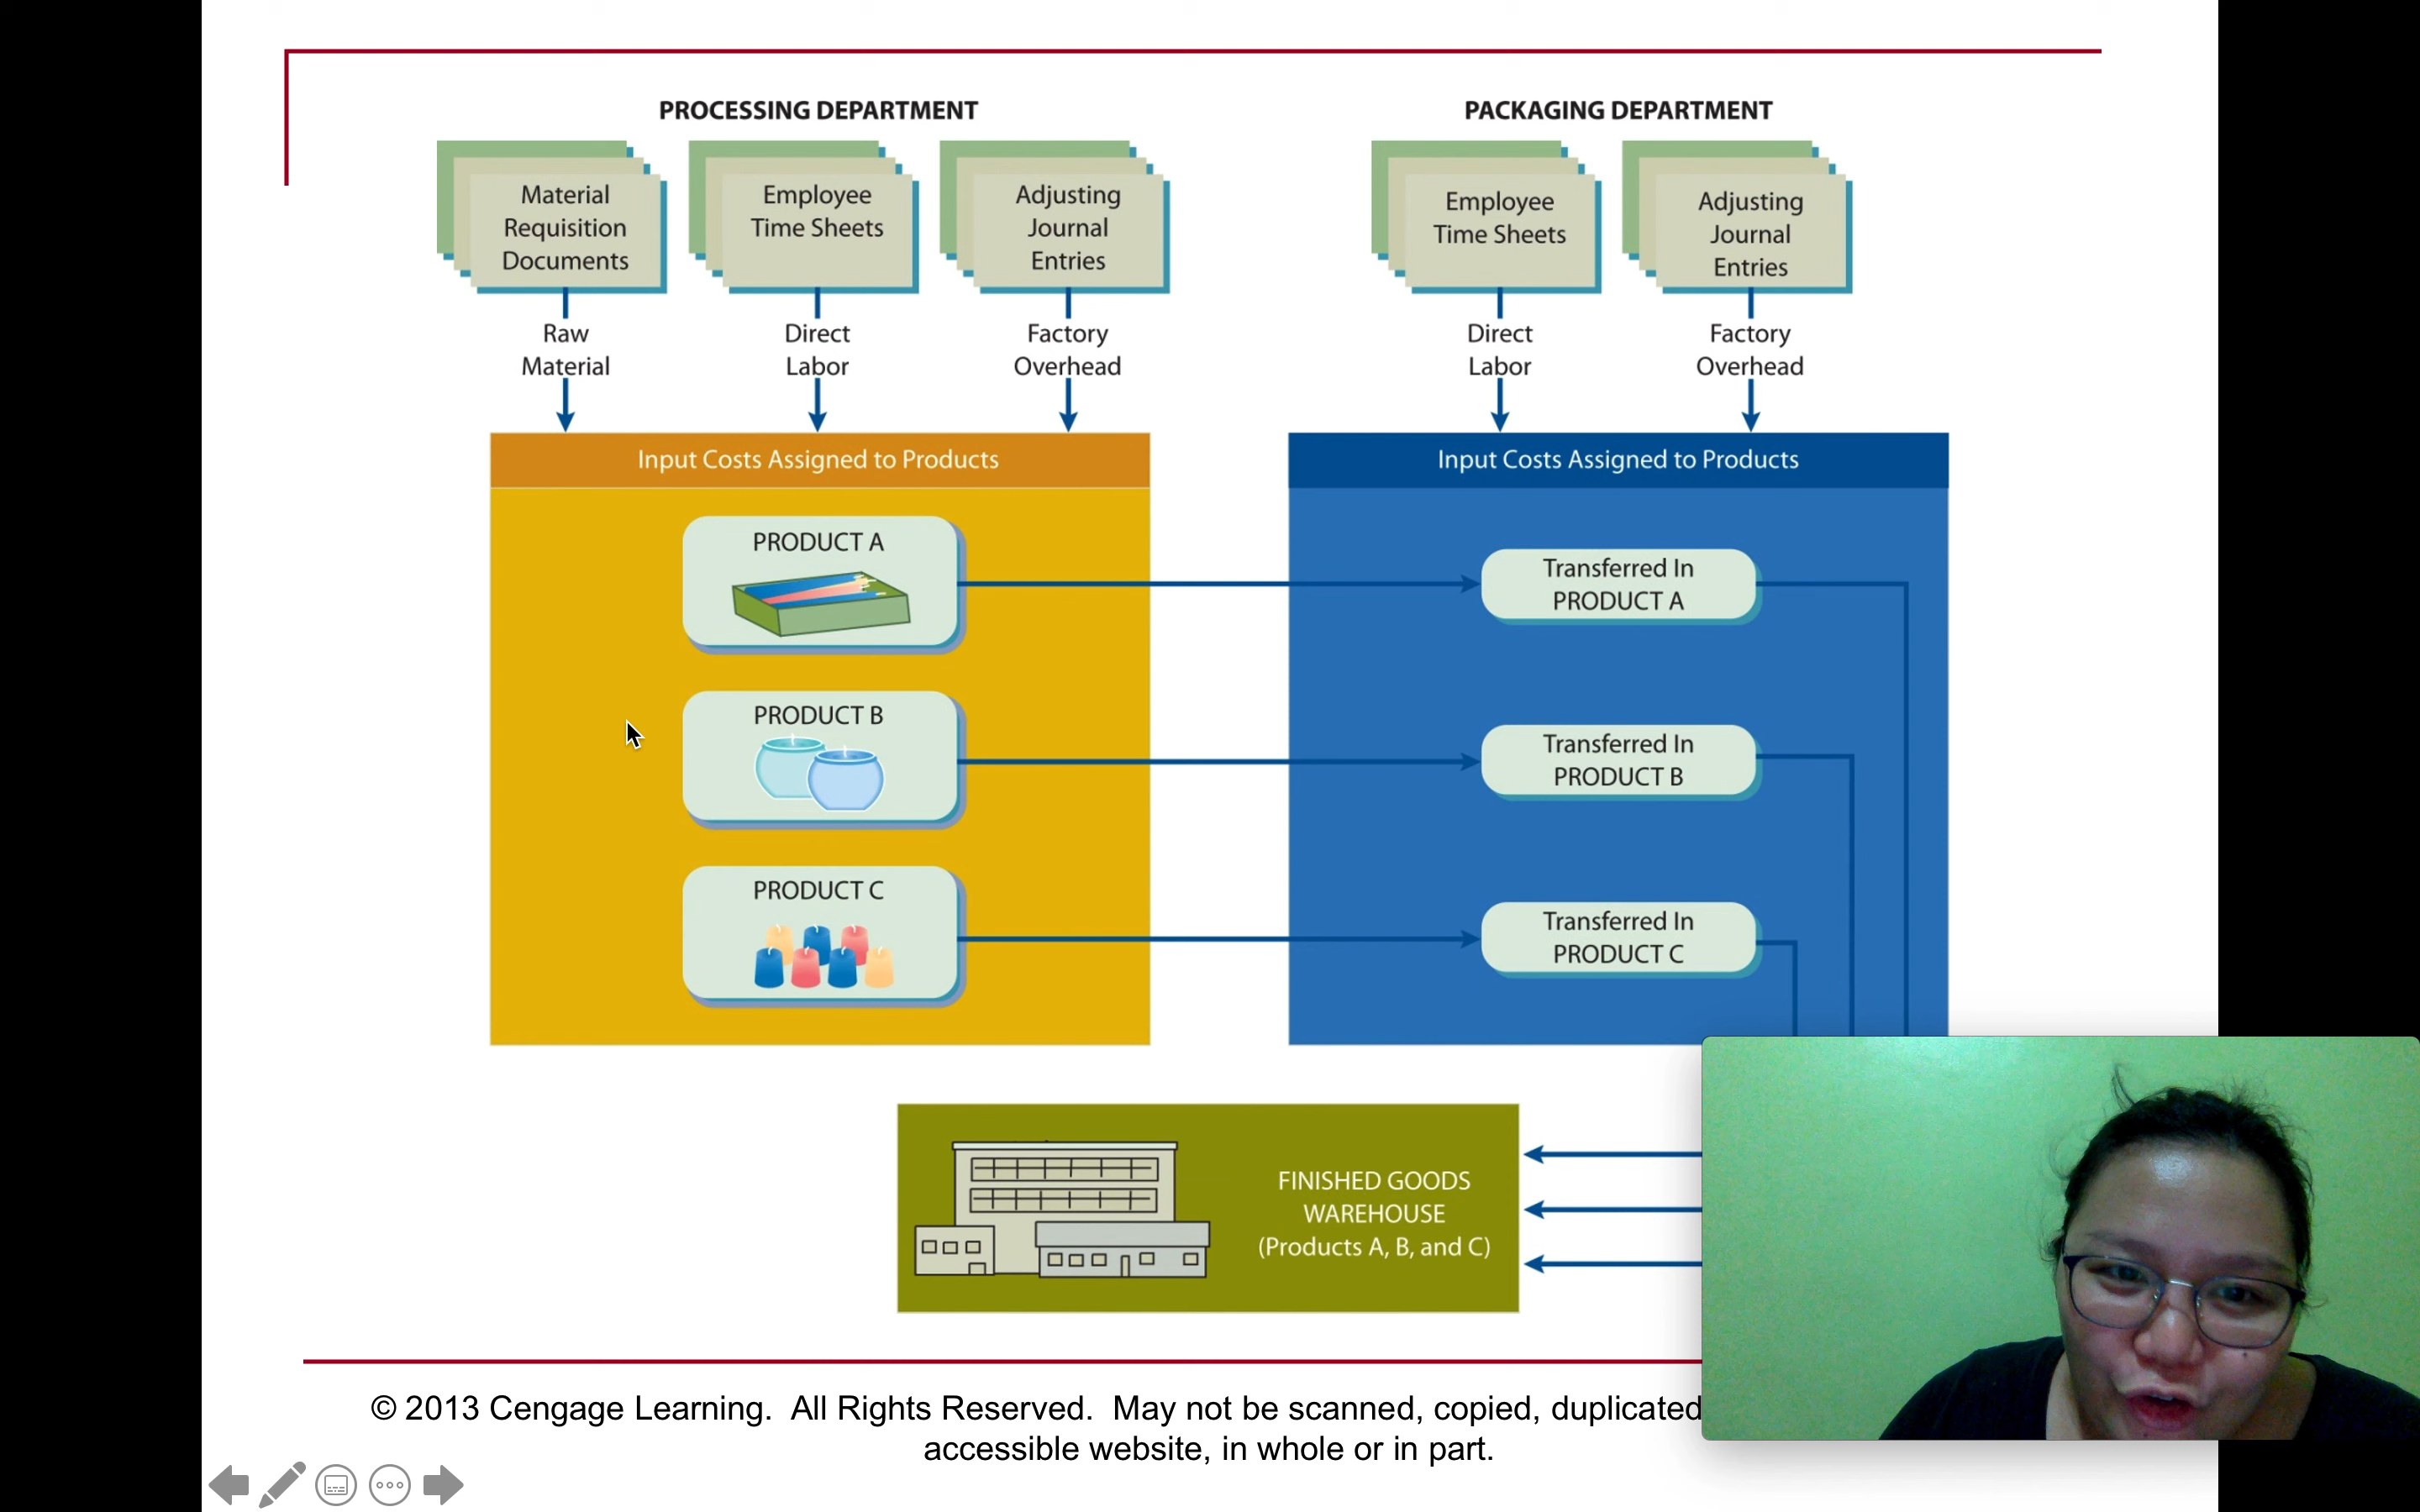 PROCESSING DEPARTMENT
PACKAGING DEPARTMENT
Material
Requisition
Documents
Employee
Time Sheets
Adjusting
Journal
Entries
Employee
Time Sheets
Adjusting
Journal
Entries
Raw
Material
Direct
Labor
Factory
Overhead
Direct
Labor
Factory
Overhead
Input Costs Assigned to Products
Input Costs Assigned to Products
PRODUCT A
Transferred In
PRODUCT A
PRODUCT B
Transferred In
PRODUCT B
PRODUCT C
Transferred In
PRODUCT C
FINISHED GOODS
WAREHOUSE
(Products A, B, and C)
© 2013 Cengage Learning.  All Rights Reserved.  May not be scanned, copied, duplicated
accessible website, in whole or in part.